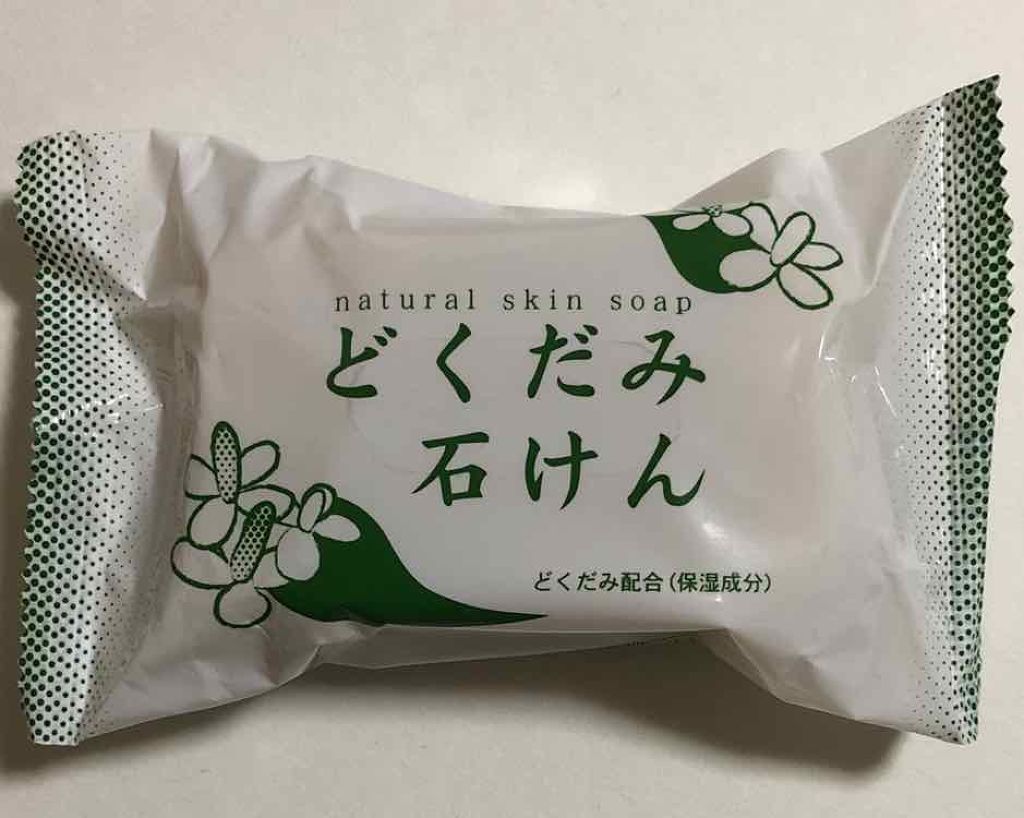 natural skin soap
どくだみ
石けん
どくだみ配合(保湿成分)